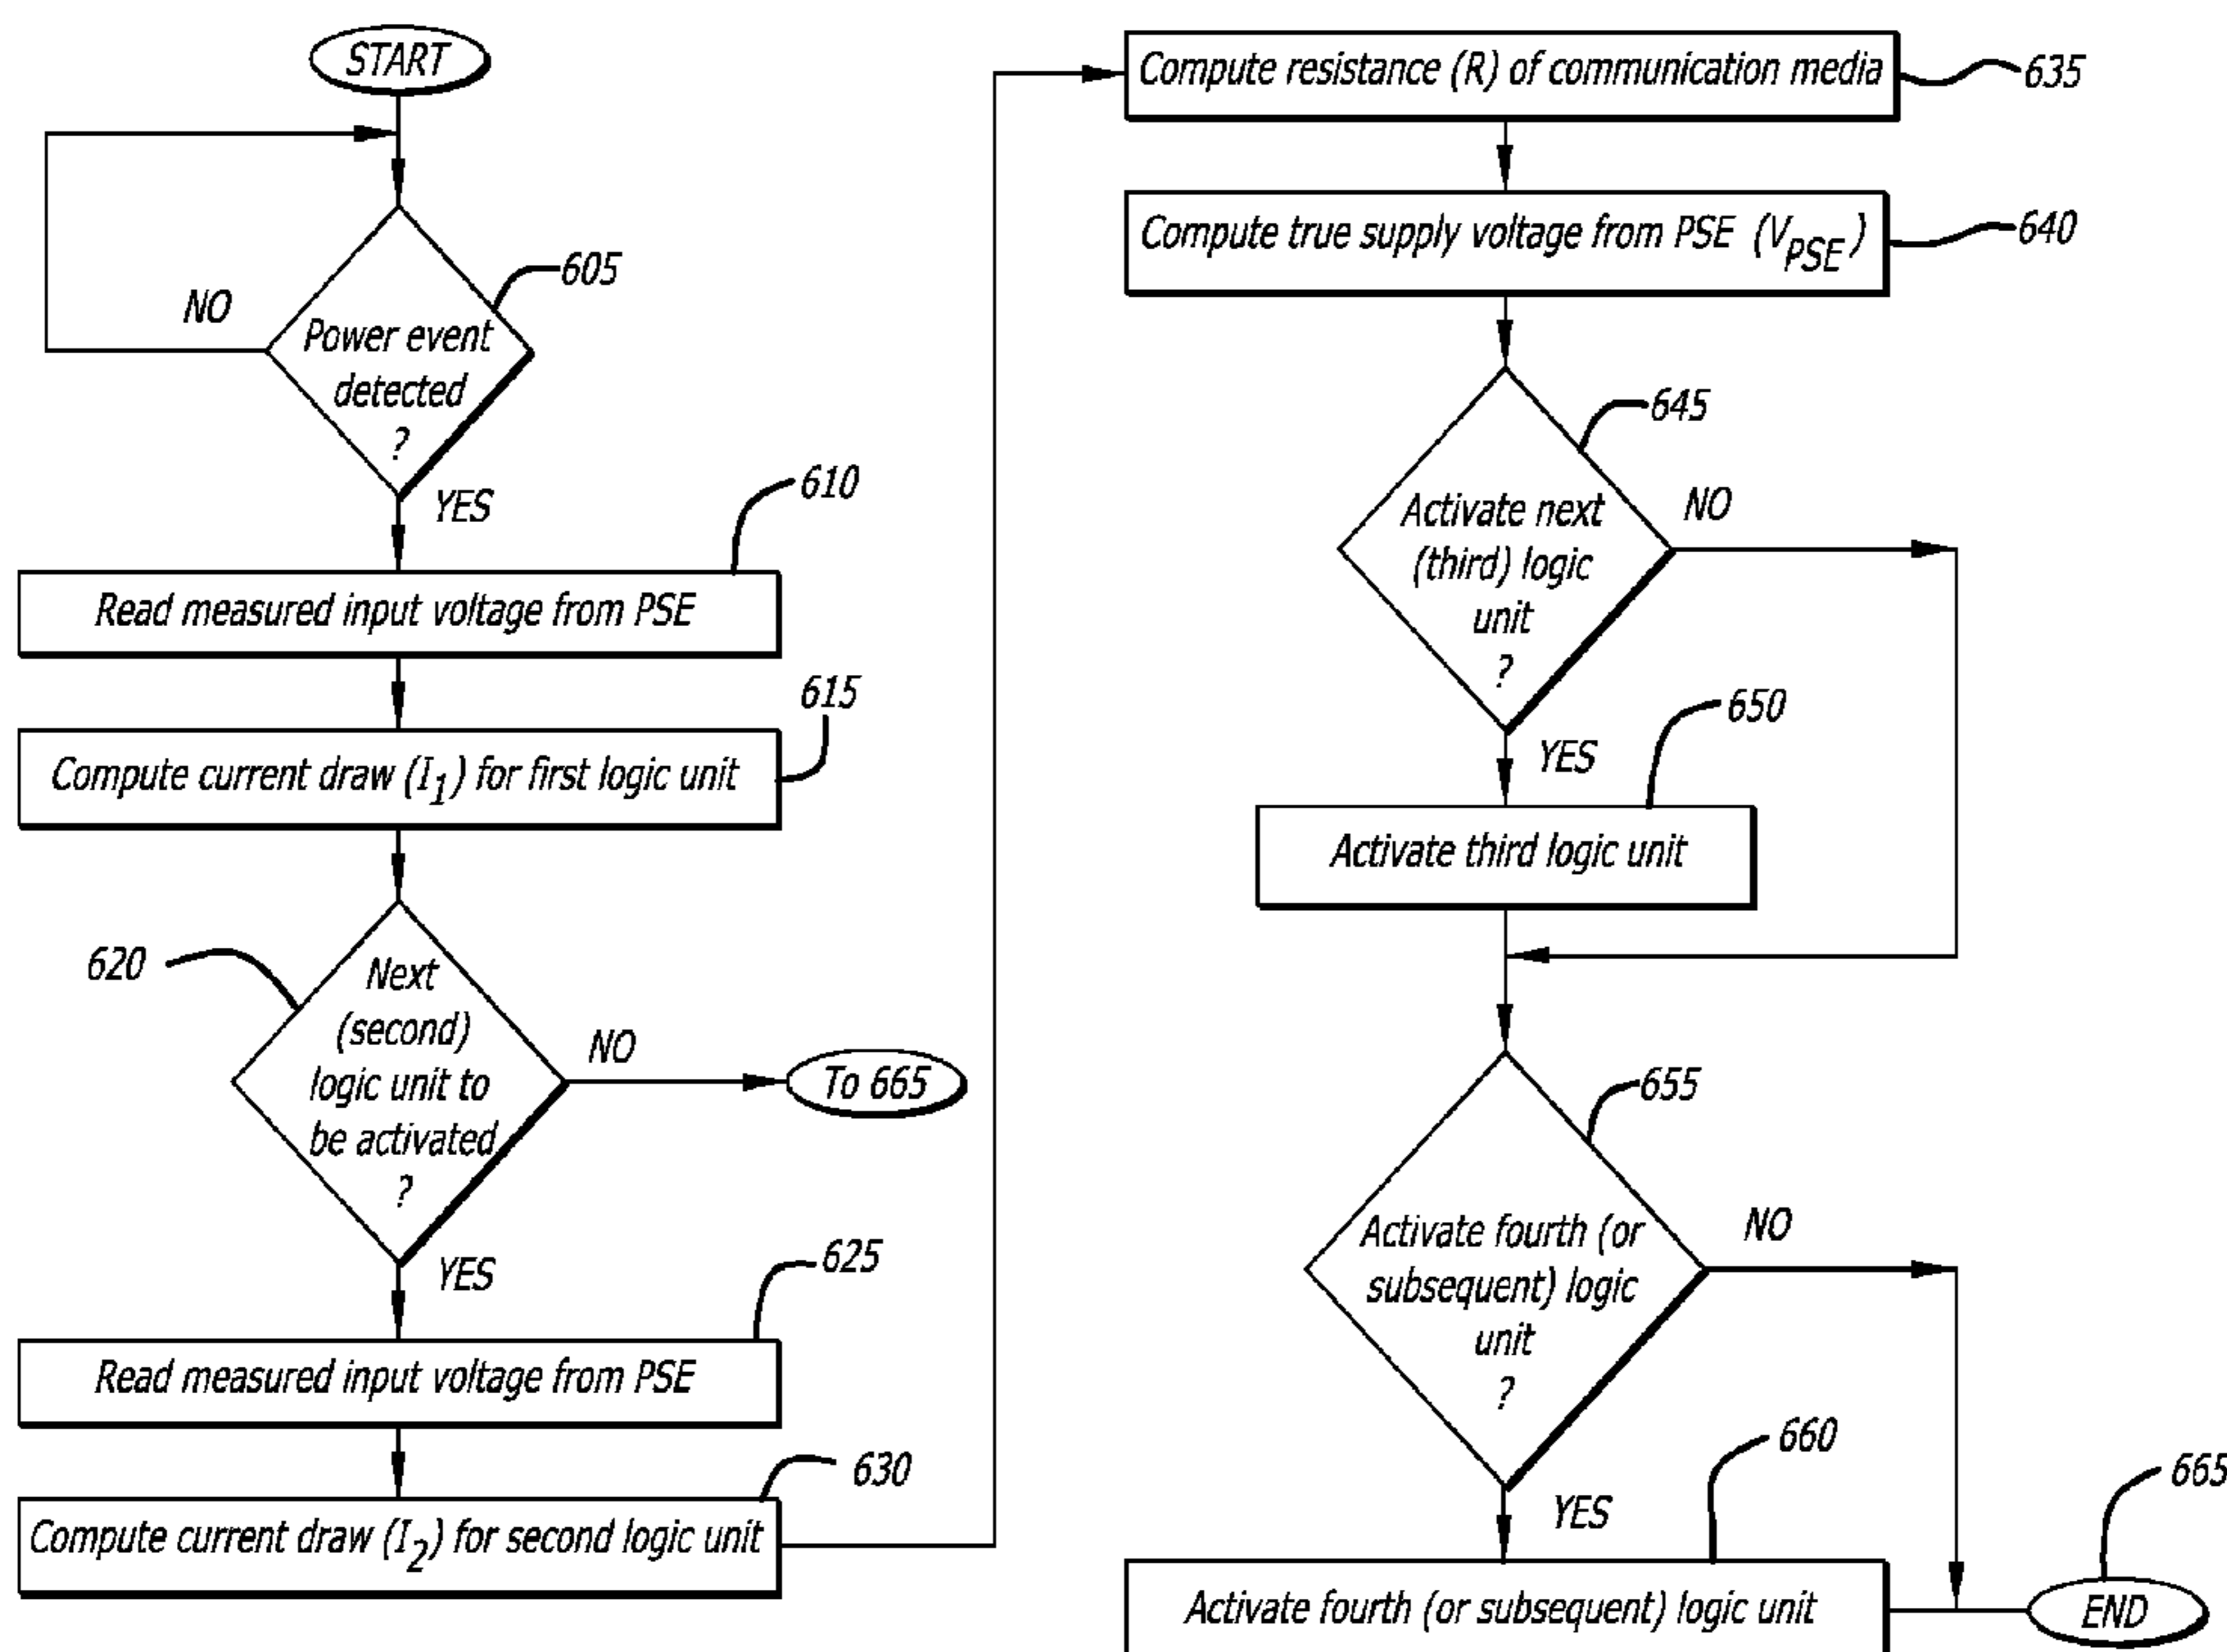 START
605
NO
Power event
detected
?
YES
610
Read measured input voltage from PSE
615
Compute current draw (I1) for first logic unit
620
Next
(second)
logic unit to
be activated
?
NO
To 665
YES
625
Read measured input voltage from PSE
630
Compute current draw (I2) for second logic unit
Compute resistance (R) of communication media
635
Compute true supply voltage from PSE (VPSE)
640
645
Activate next
(third) logic
unit
?
NO
YES
650
Activate third logic unit
655
Activate fourth (or
subsequent) logic
unit
?
NO
YES
660
Activate fourth (or subsequent) logic unit
665
END